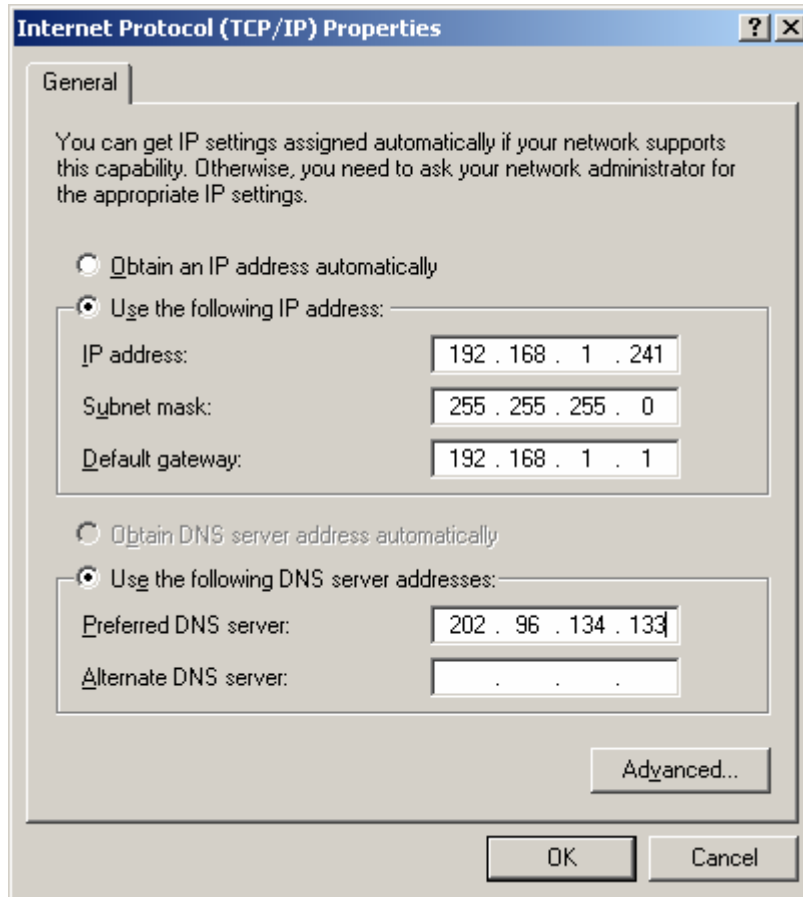 Internet Protocol (TCP/IP) Properties
General
You can get IP settings assigned automatically if your network supports
this capability. Otherwise, you need to ask your network administrator for
the appropriate IP settings.
Obtain an IP address automatically
Use the following IP address:
IP address: 192 . 168 . 1 . 241
Subnet mask: 255 . 255 . 255 . 0
Default gateway: 192 . 168 . 1 . 1
Obtain DNS server address automatically
Use the following DNS server addresses:
Preferred DNS server: 202 . 96 . 134 . 133
Alternate DNS server: . . .
Advanced...
OK Cancel